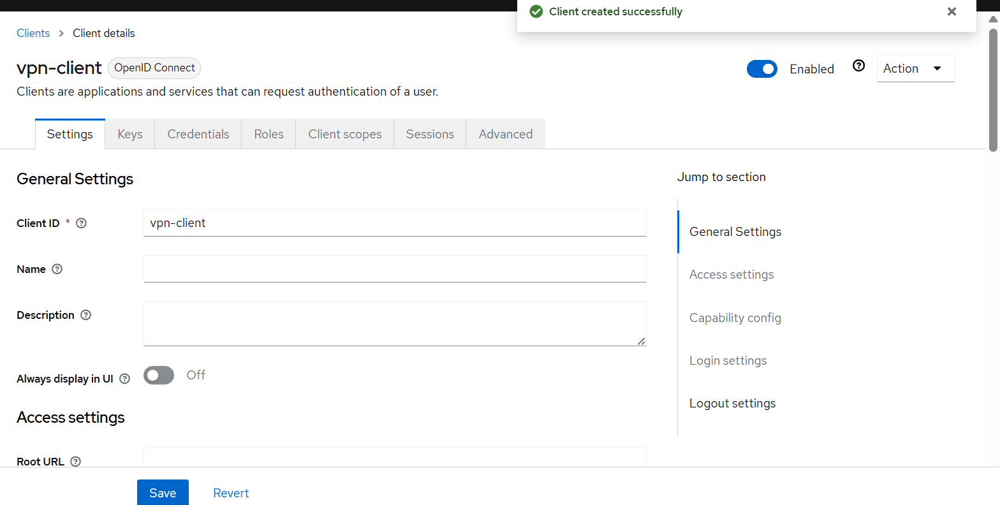 Client created successfully
Clients > Client details
vpn-client OpenID Connect
Enabled Action
Clients are applications and services that can request authentication of a user.
Settings Keys Credentials Roles Client scopes Sessions Advanced
General Settings
Jump to section
Client ID * vpn-client
General Settings
Name
Access settings
Description
Capability config
Always display in UI Off
Login settings
Logout settings
Access settings
Root URL
Save Revert